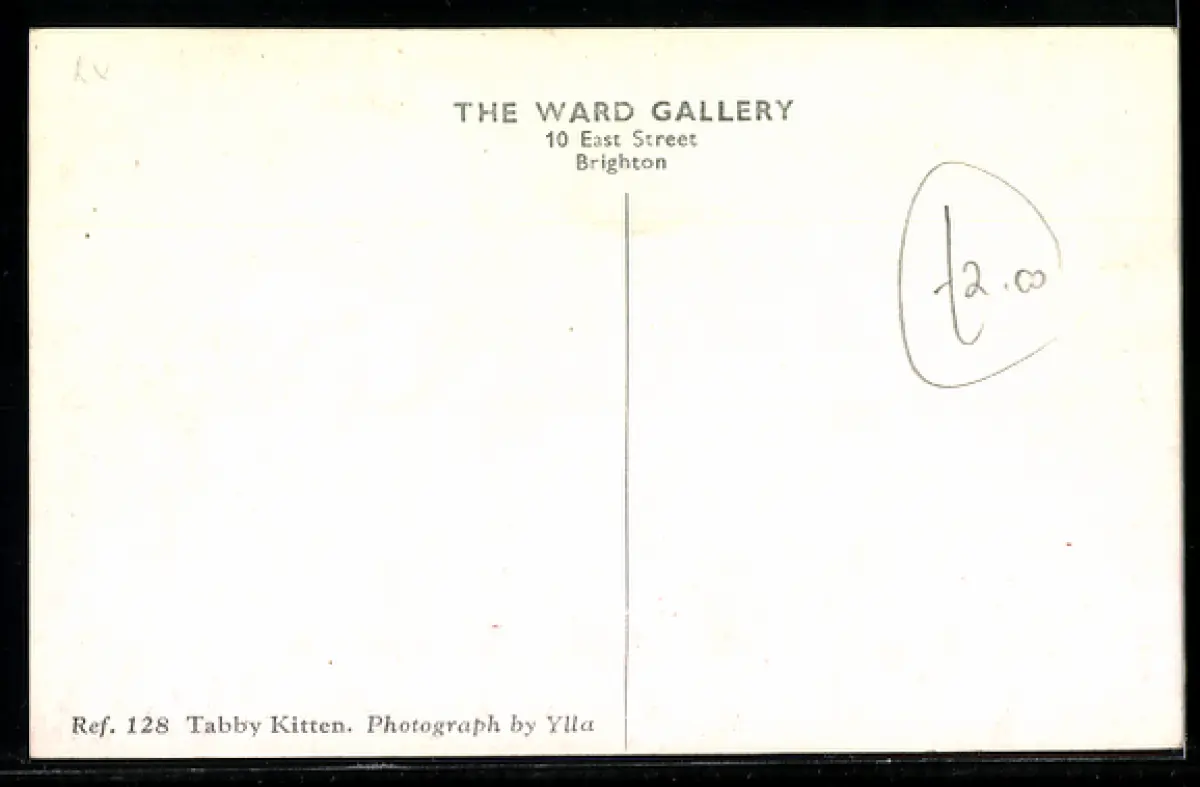 THE WARD GALLERY
10 East Street
Brighton
£2.00
Ref. 128 Tabby Kitten. Photograph by Ylla